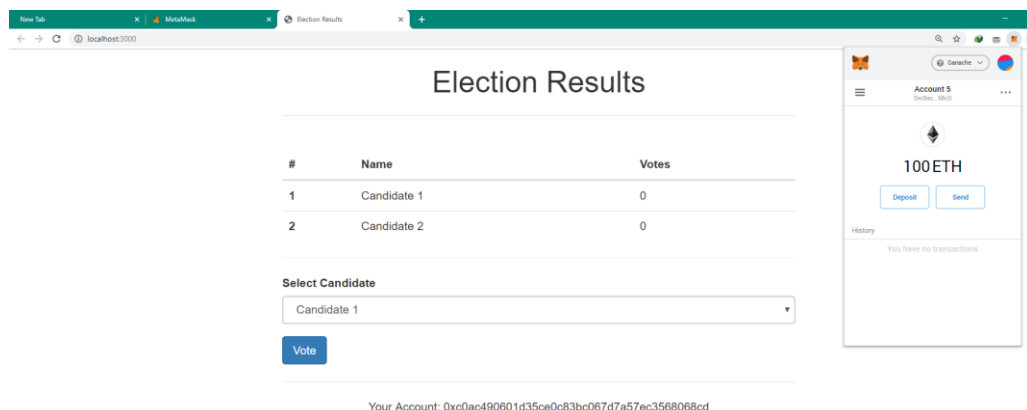 New Tab
MetaMask
Election Results
localhost:3000
Election Results
# Name Votes
1 Candidate 1 0
2 Candidate 2 0
Select Candidate
Candidate 1
Vote
Your Account: 0xc0ac490601d35ce0c83bc067d7a57ec3568068cd
Ganache
Account 5
100 ETH
Deposit Send
History
You have no transactions